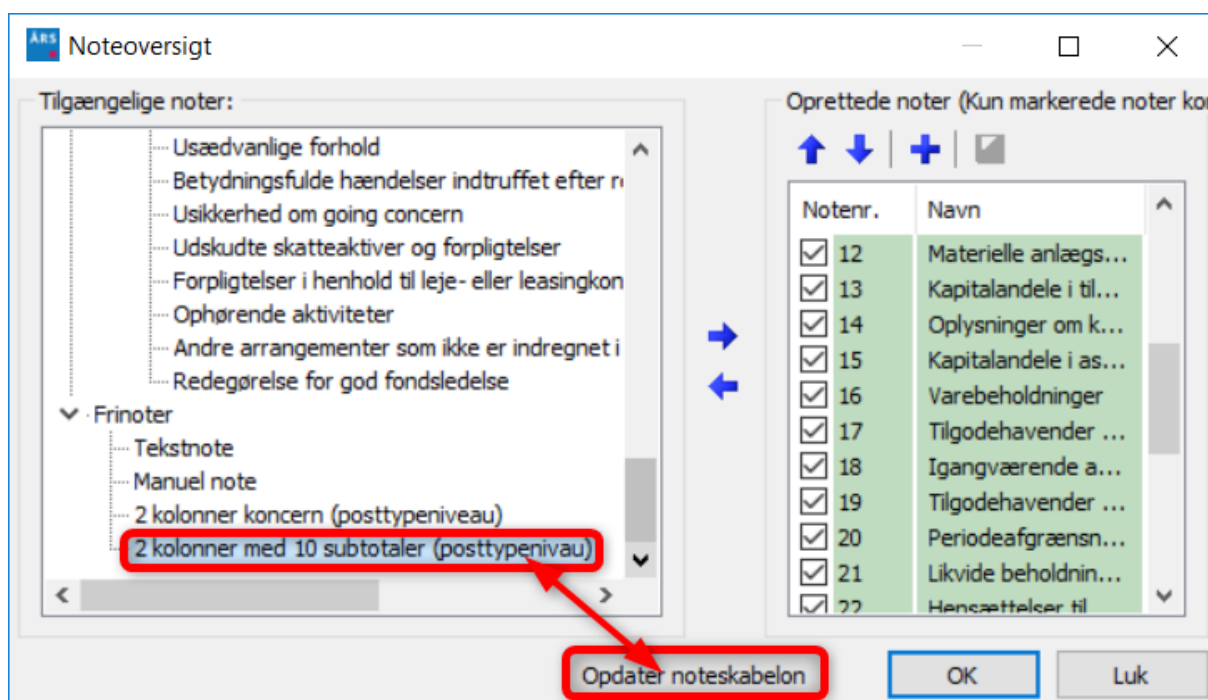 ÅRS
Noteoversigt
Tilgængelige noter:
Usædvanlige forhold
Betydningsfulde hændelser indtruffet efter r
Usikkerhed om going concern
Udskudte skatteaktiver og forpligtelser
Forpligtelser i henhold til leje- eller leasingkon
Ophørende aktiviteter
Andre arrangementer som ikke er indregnet i
Redegørelse for god fondsledelse
Frinoter
Tekstnote
Manuel note
2 kolonner koncern (posttypeniveau)
2 kolonner med 10 subtotaler (posttypenivau)
Oprettede noter (Kun markerede noter kor
Notenr. Navn
12 Materielle anlægs...
13 Kapitalandele i til...
14 Oplysninger om k...
15 Kapitalandele i as...
16 Varebeholdninger
17 Tilgodehavender ...
18 Igangværende a...
19 Tilgodehavender ...
20 Periodeafgrænsn...
21 Likvide beholdnin...
22 Hensættelser til
Opdater noteskabelon
OK
Luk